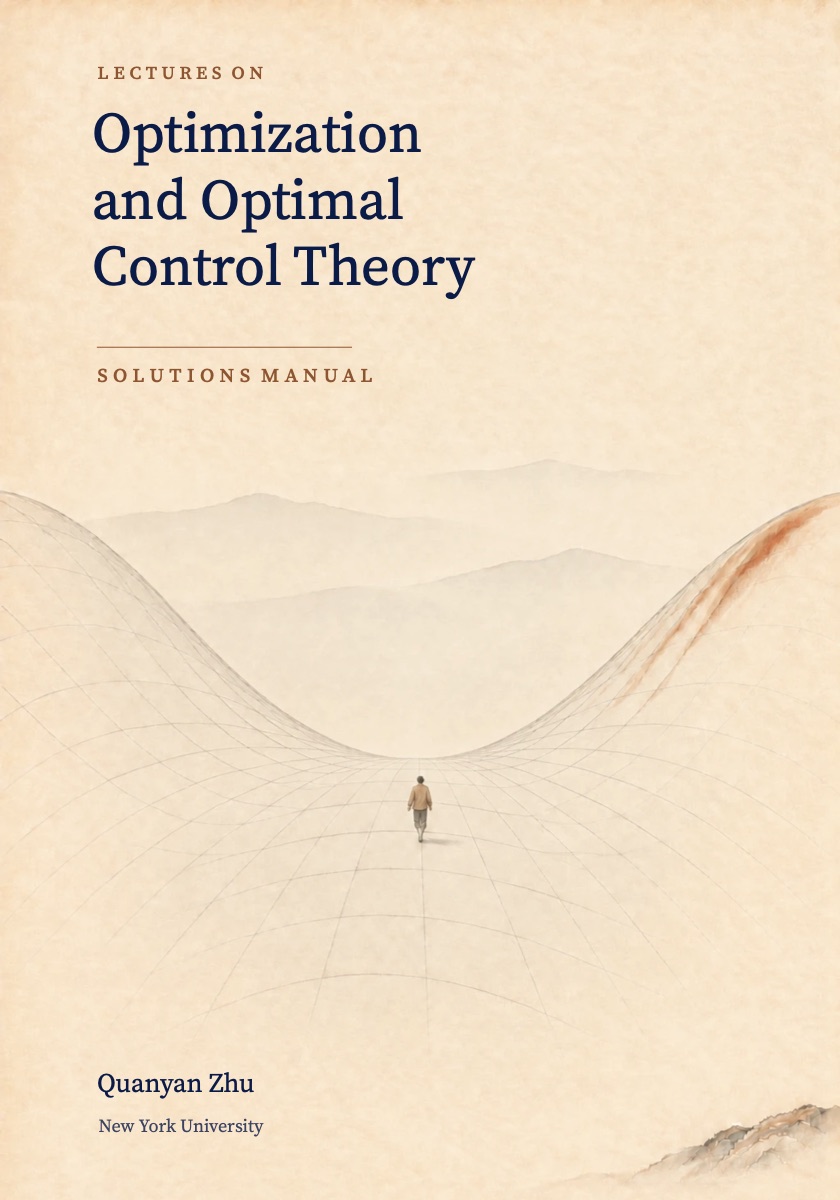 LECTURES ON
Optimization
and Optimal
Control Theory
SOLUTIONS MANUAL
Quanyan Zhu
New York University